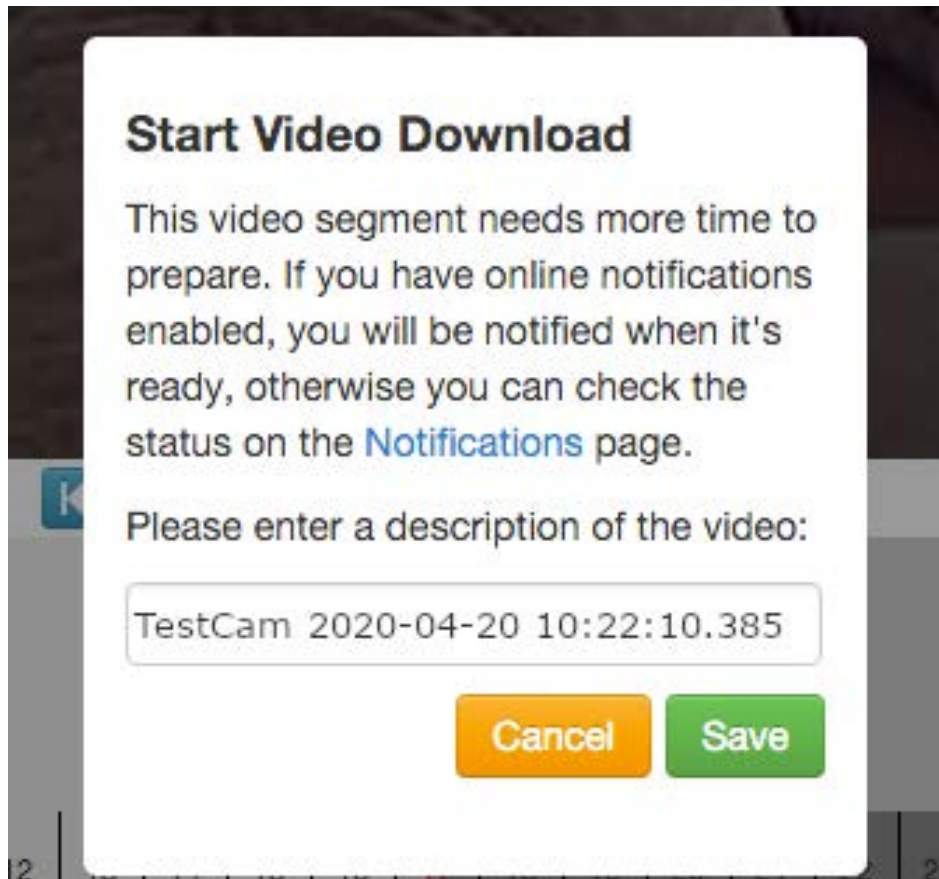 Start Video Download
This video segment needs more time to
prepare. If you have online notifications
enabled, you will be notified when it's
ready, otherwise you can check the
status on the Notifications page.
Please enter a description of the video:
TestCam 2020-04-20 10:22:10.385
Cancel Save
K
12